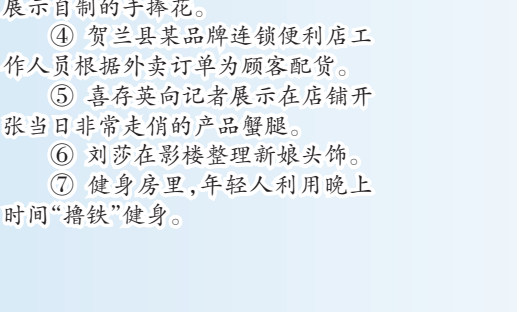 展示自制的手捧花。
④ 贺兰县某品牌连锁便利店工
作人员根据外卖订单为顾客配货。
⑤ 喜存英向记者展示在店铺开
张当日非常走俏的产品蟹腿。
⑥ 刘莎在影楼整理新娘头饰。
⑦ 健身房里，年轻人利用晚上
时间“撸铁”健身。